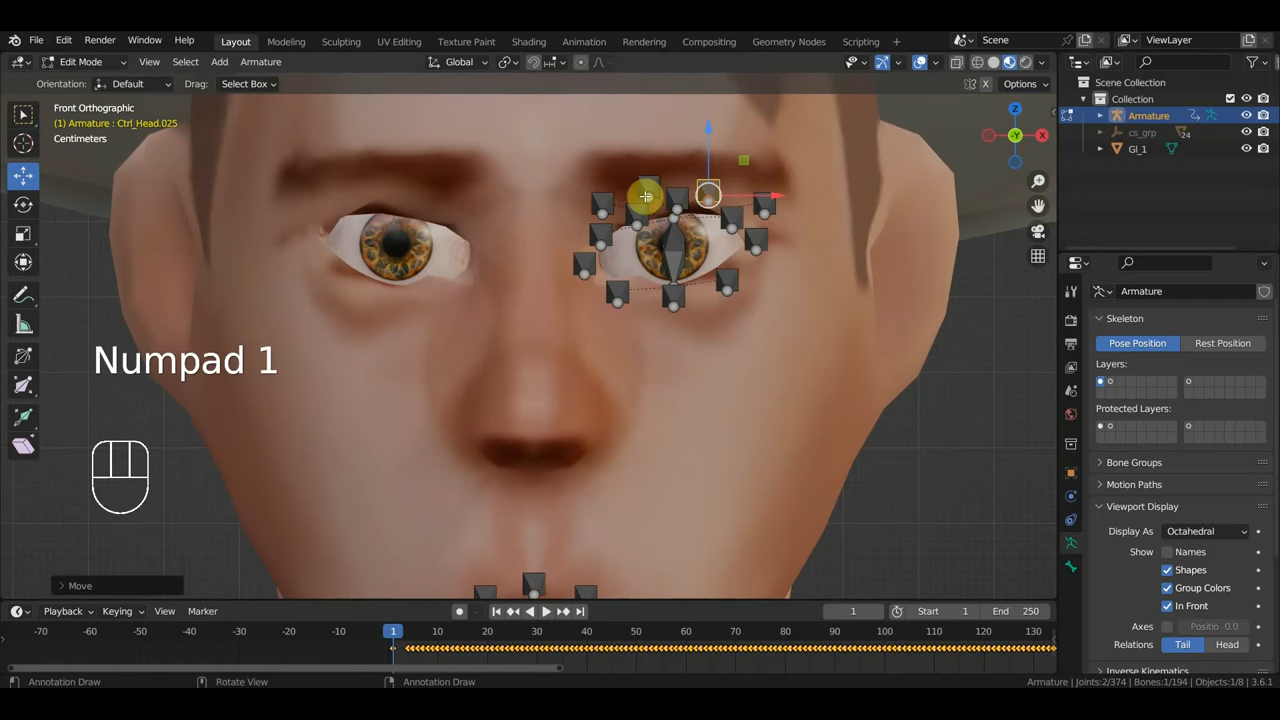 File Edit Render Window Help Layout Modeling Sculpting UV Editing Texture Paint Shading Animation Rendering Compositing Geometry Nodes Scripting + Scene ViewLayer
Edit Mode View Select Add Armature Global
Orientation: Default Drag: Select Box X Options
Scene Collection
Collection
Armature
cs_grp 24
GI_1
Front Orthographic
(1) Armature : Ctrl_Head.025
Centimeters
Z
-Y
X
Armature
Skeleton
Pose Position Rest Position
Layers:
Protected Layers:
Bone Groups
Motion Paths
Viewport Display
Display As Octahedral
Show Names
Shapes
Group Colors
In Front
Axes Positio 0.0
Relations Tail Head
Inverse Kinematics
Numpad 1
Move
Playback Keying View Marker 1 Start 1 End 250
-70 -60 -50 -40 -30 -20 -10 1 10 20 30 40 50 60 70 80 90 100 110 120 130
Annotation Draw Rotate View Annotation Draw Armature | Joints:2/374 | Bones:1/194 | Objects:1/8 | 3.6.1